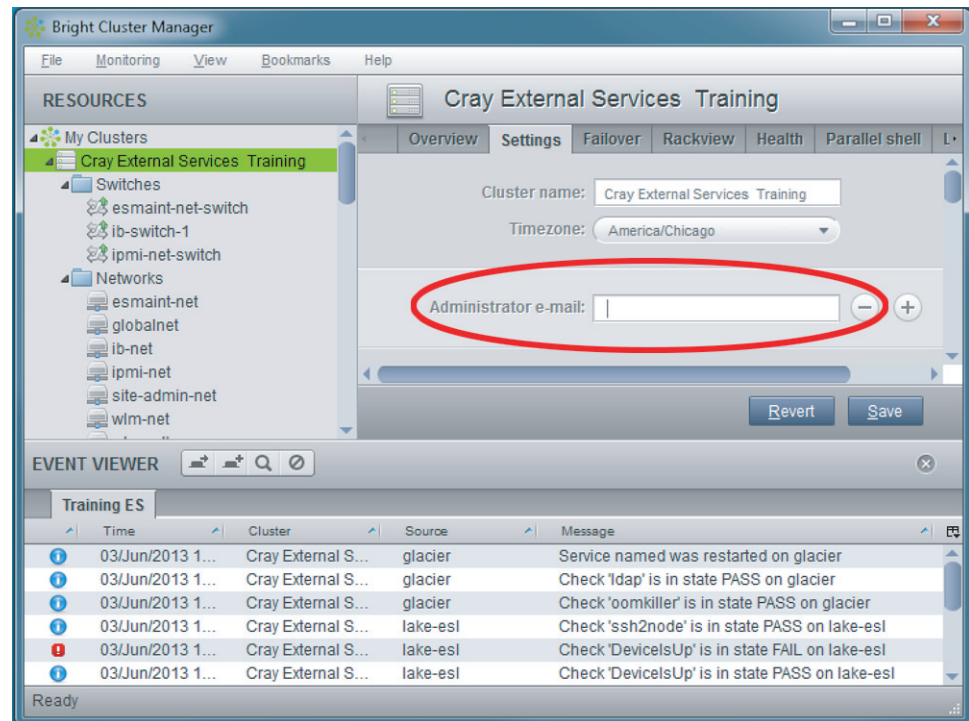 Bright Cluster Manager
File Monitoring View Bookmarks Help
RESOURCES
My Clusters
Cray External Services Training
Switches
esmaint-net-switch
ib-switch-1
ipmi-net-switch
Networks
esmaint-net
globalnet
ib-net
ipmi-net
site-admin-net
wlm-net
Cray External Services Training
Overview Settings Failover Rackview Health Parallel shell
Cluster name: Cray External Services Training
Timezone: America/Chicago
Administrator e-mail:
Revert Save
EVENT VIEWER
Training ES
Time Cluster Source Message
03/Jun/2013 1... Cray External S... glacier Service named was restarted on glacier
03/Jun/2013 1... Cray External S... glacier Check 'ldap' is in state PASS on glacier
03/Jun/2013 1... Cray External S... glacier Check 'oomkiller' is in state PASS on glacier
03/Jun/2013 1... Cray External S... lake-esl Check 'ssh2node' is in state PASS on lake-esl
03/Jun/2013 1... Cray External S... lake-esl Check 'DeviceIsUp' is in state FAIL on lake-esl
03/Jun/2013 1... Cray External S... lake-esl Check 'DeviceIsUp' is in state PASS on lake-esl
Ready